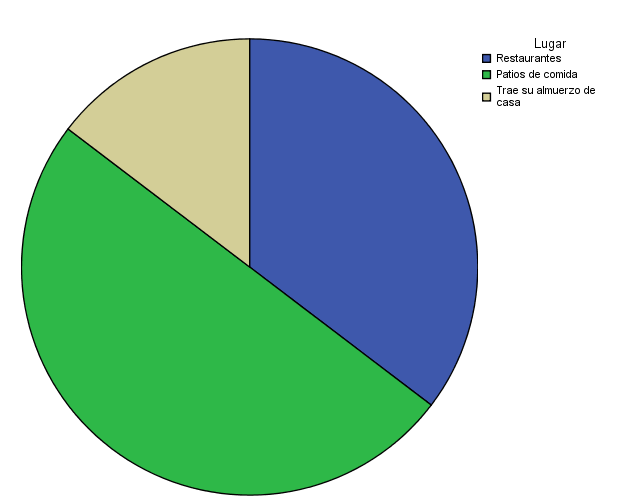 Lugar
Restaurantes
Patios de comida
Trae su almuerzo de
casa